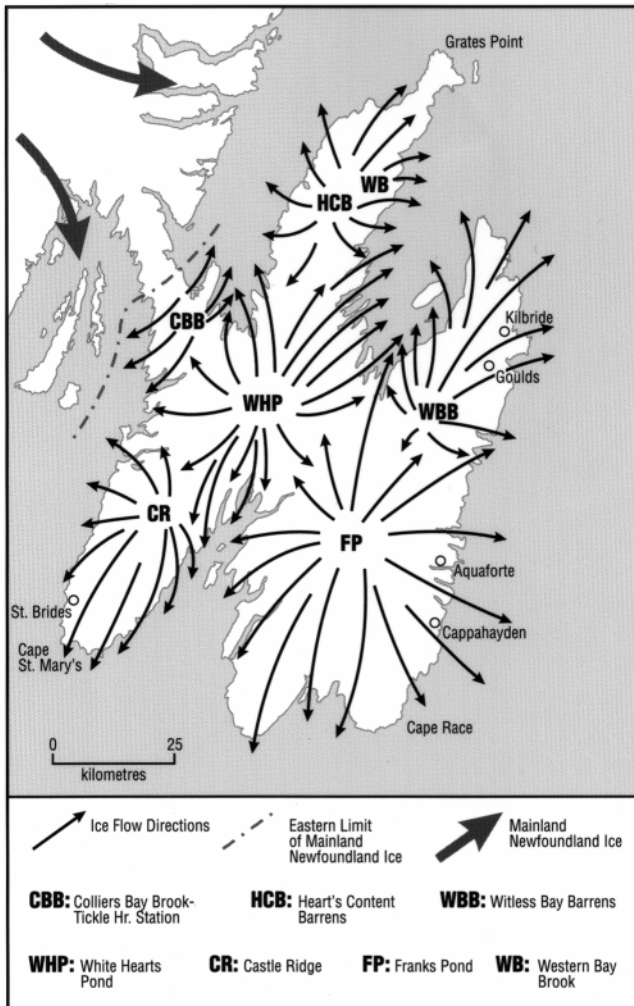 Grates Point
WB
HCB
CBB
Kilbride
Goulds
WHP
WBB
CR
FP
Aquaforte
St. Brides
Cappahayden
Cape
St. Mary's
Cape Race
0 25
kilometres
Ice Flow Directions
Eastern Limit
of Mainland
Newfoundland Ice
Mainland
Newfoundland Ice
CBB: Colliers Bay Brook-
Tickle Hr. Station
HCB: Heart's Content
Barrens
WBB: Witless Bay Barrens
WHP: White Hearts
Pond
CR: Castle Ridge
FP: Franks Pond
WB: Western Bay
Brook